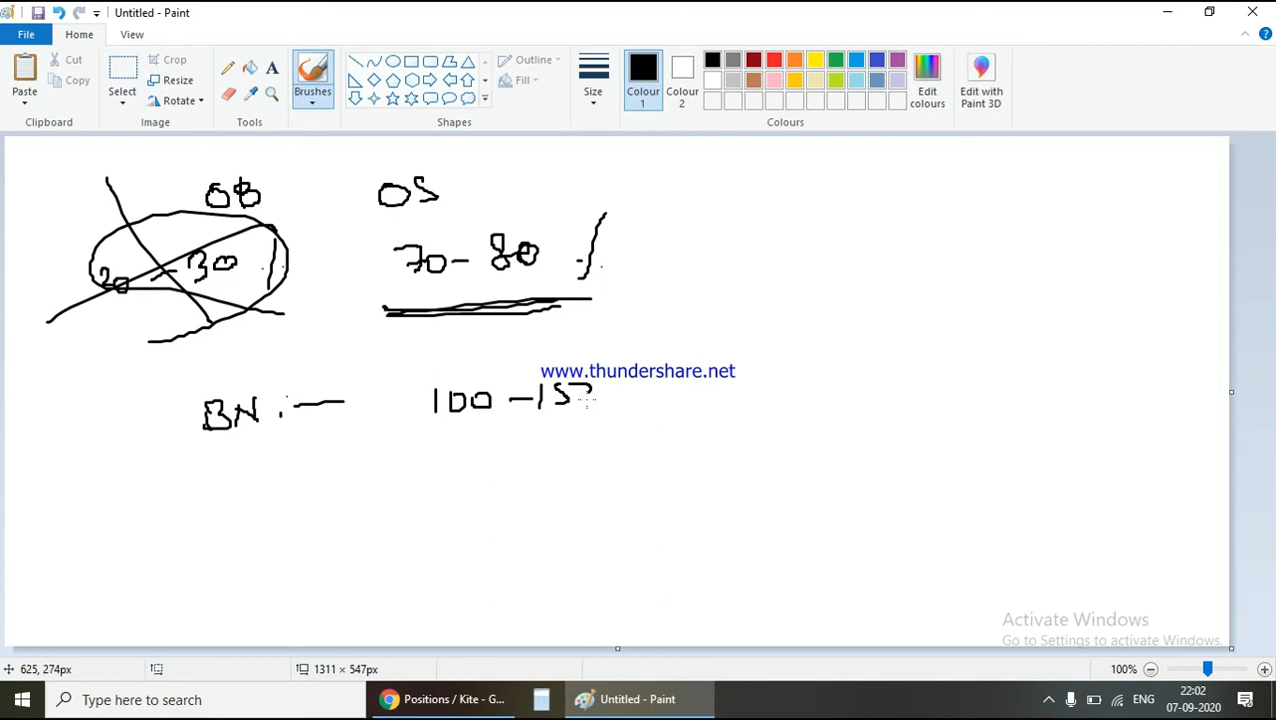 Untitled - Paint
File Home View
Paste
Cut
Copy
Clipboard
Select
Crop
Resize
Rotate
Image
Tools
Brushes
Outline
Fill
Shapes
Size
Colour 1
Colour 2
Edit colours
Edit with Paint 3D
Colours
OB OS
20 - 30 70 - 80 %
www.thundershare.net
BN :— 100 - 15
Activate Windows
Go to Settings to activate Windows.
625, 274px 1311 × 547px 100%
Type here to search
Positions / Kite - G...
Untitled - Paint
ENG
22:02
07-09-2020